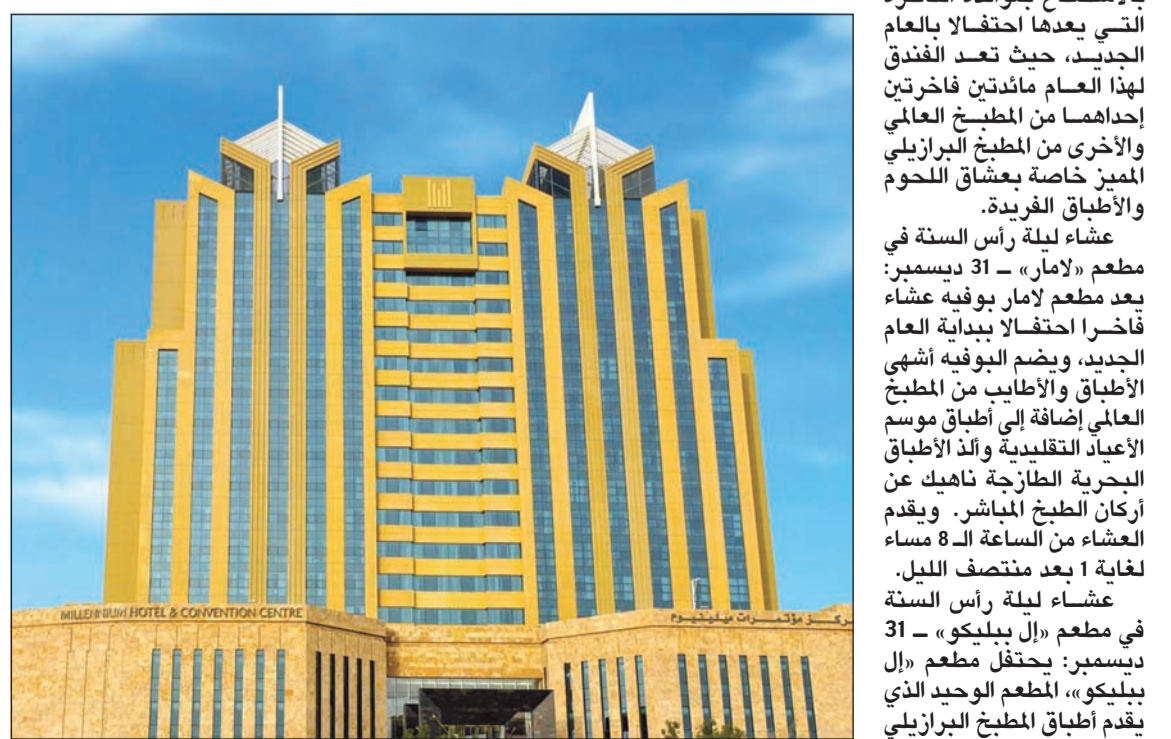 التي يعدها احتفالا بالعام
الجديد، حيث تعد الفندق
لهذا العام مائدتين فاخرتين
إحداهما من المطبخ العالمي
والأخرى من المطبخ البرازيلي
المميز خاصة بعشاق اللحوم
والأطباق الفريدة.
عشاء ليلة رأس السنة في
مطعم «لامار» ــ 31 ديسمبر:
يعد مطعم لامار بوفيه عشاء
فاخرا احتفالا ببداية العام
الجديد، ويضم البوفيه أشهى
الأطباق والأطايب من المطبخ
العالمي إضافة إلى أطباق موسم
الأعياد التقليدية وألذ الأطباق
البحرية الطازجة ناهيك عن
أركان الطبخ المباشر. ويقدم
العشاء من الساعة الـ 8 مساء
لغاية 1 بعد منتصف الليل.
عشاء ليلة رأس السنة
في مطعم «إل ببليكو» ــ 31
ديسمبر: يحتفل مطعم «إل
ببليكو»، المطعم الوحيد الذي
يقدم أطباق المطبخ البرازيلي
MILLENNIUM HOTEL & CONVENTION CENTRE
مركز مؤتمرات ميلينيوم